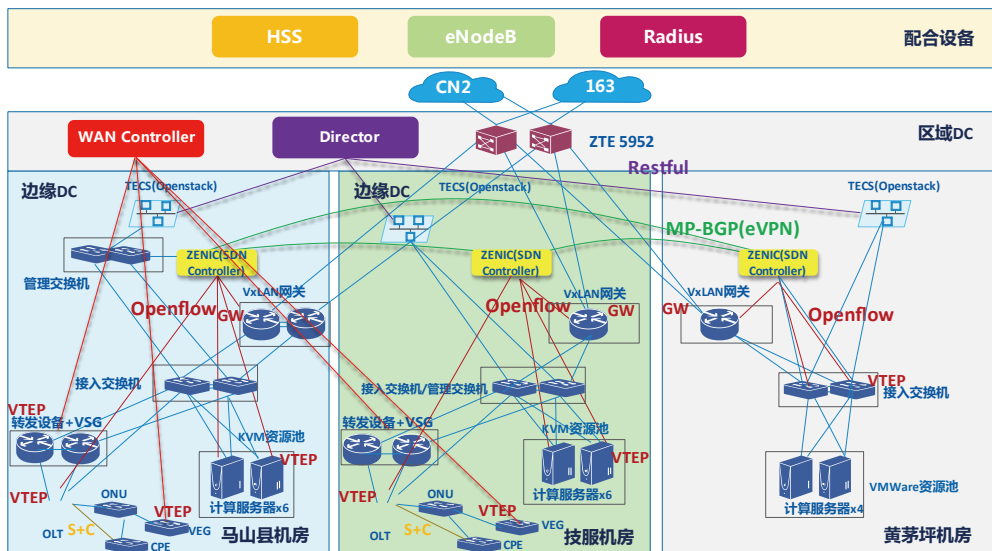 HSS
eNodeB
Radius
配合设备
CN2
163
WAN Controller
Director
ZTE 5952
区域DC
Restful
边缘DC
TECS(Openstack)
边缘DC
TECS(Openstack)
TECS(Openstack)
MP-BGP(eVPN)
ZENIC(SDN
Controller)
ZENIC(SDN
Controller)
ZENIC(SDN
Controller)
管理交换机
VxLAN网关
VxLAN网关
VxLAN网关
Openflow
GW
Openflow
GW
GW
Openflow
接入交换机
接入交换机/管理交换机
VTEP
接入交换机
VTEP
转发设备+VSG
KVM资源池
VTEP
转发设备+VSG
KVM资源池
VTEP
VTEP
计算服务器x6
VTEP
计算服务器x6
VMWare资源池
计算服务器x4
ONU
VTEP
ONU
S+C
VEG
S+C
VEG
OLT
CPE
OLT
CPE
马山县机房
技服机房
黄茅坪机房